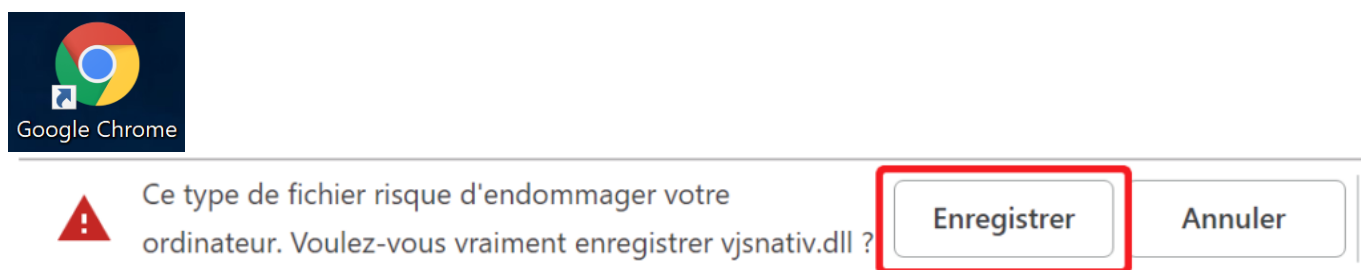 Google Chrome
Ce type de fichier risque d'endommager votre
ordinateur. Voulez-vous vraiment enregistrer vjsnativ.dll ?
Enregistrer
Annuler